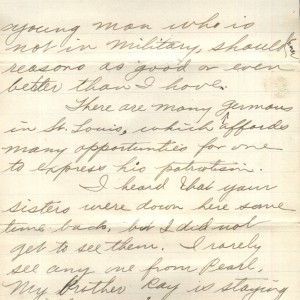 young man who is
not in military, should have
reasons as good or even
better than I have.
There are many Germans
in St. Louis, which affordes
many opportunities for one
to express his patriotism.
I heard that your
sisters were down here some
time back, but I did not
get to see them. I rarely
see any one from Pearl.
My brither Ray is staying